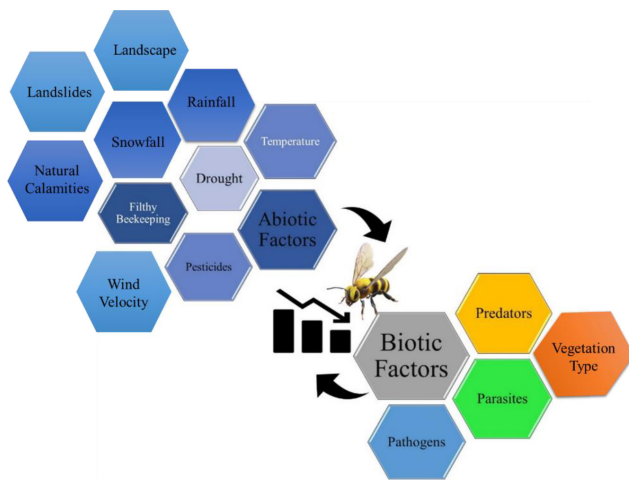 Landscape
Landslides
Rainfall
Snowfall
Temperature
Natural
Calamities
Drought
Filthy
Beekeeping
Abiotic
Factors
Pesticides
Wind
Velocity
Predators
Biotic
Factors
Vegetation
Type
Parasites
Pathogens